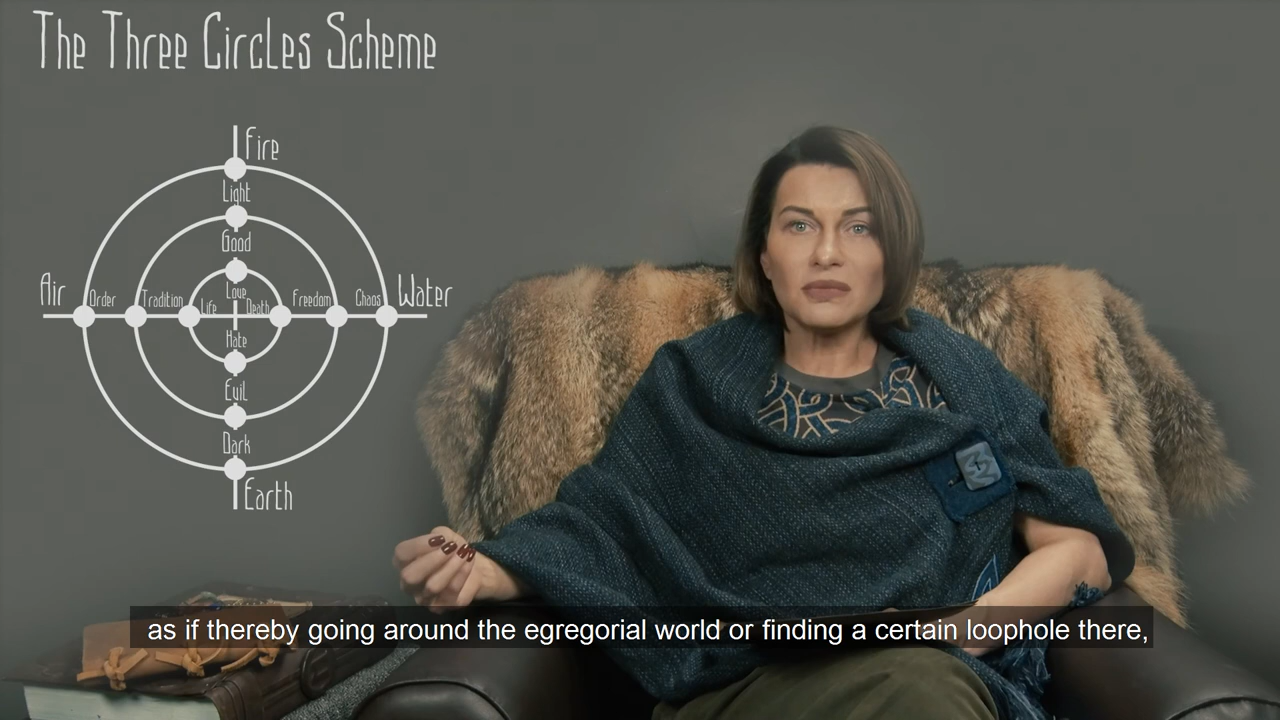 The Three Circles Scheme
Fire
Light
Good
Air Order Tradition Life Love Death Freedom Chaos Water
Hate
Evil
Dark
Earth
as if thereby going around the egregorial world or finding a certain loophole there,